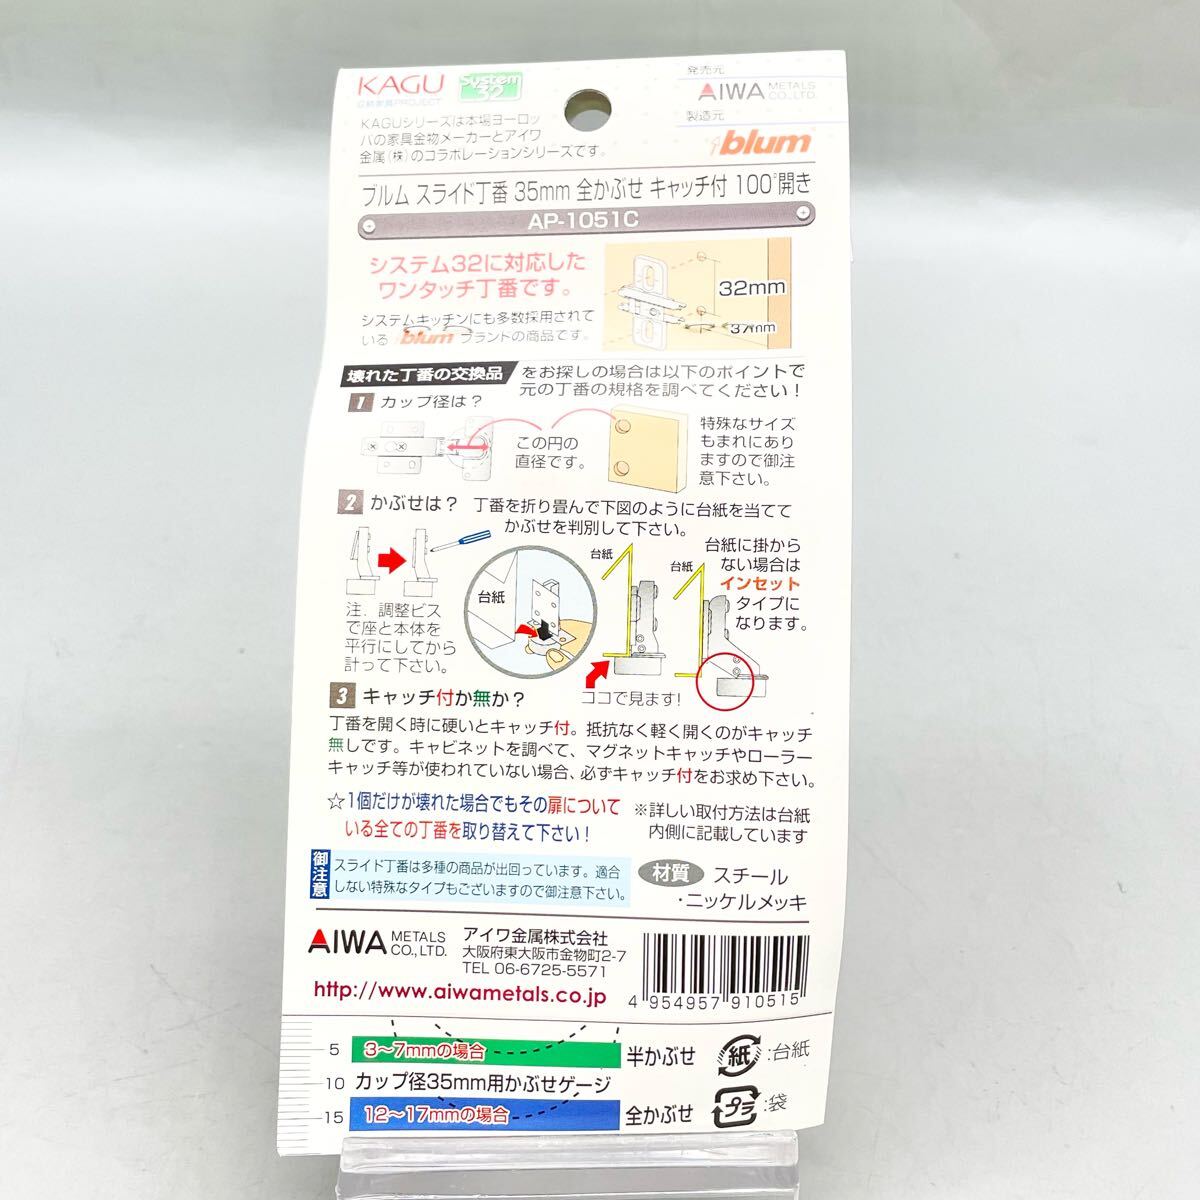 KAGU
System 32
KAGUシリーズは本場ヨーロッ
パの家具金物メーカーとアイワ
金属(株)のコラボレーションシリーズです。
発売元
AIWA METALS CO.,LTD.
製造元
blum
ブルム スライド丁番 35mm 全かぶせ キャッチ付 100°開き
AP-1051C
システム32に対応した
ワンタッチ丁番です。
システムキッチンにも多数採用されて
いる blum ブランドの商品です。
32mm
37mm
壊れた丁番の交換品 をお探しの場合は以下のポイントで
元の丁番の規格を調べてください!
1 カップ径は?
この円の
直径です。
特殊なサイズ
もまれにあり
ますので御注
意下さい。
2 かぶせは? 丁番を折り畳んで下図のように台紙を当てて
かぶせを判別して下さい。
注. 調整ビス
で座と本体を
平行にしてから
計って下さい。
台紙
台紙
台紙
ココで見ます!
台紙に掛から
ない場合は
インセット
タイプに
なります。
3 キャッチ付か無か?
丁番を開く時に硬いとキャッチ付。抵抗なく軽く開くのがキャッチ
無しです。キャビネットを調べて、マグネットキャッチやローラー
キャッチ等が使われていない場合、必ずキャッチ付をお求め下さい。
☆1個だけが壊れた場合でもその扉について
いる全ての丁番を取り替えて下さい!
※詳しい取付方法は台紙
内側に記載しています
御注意
スライド丁番は多種の商品が出回っています。適合
しない特殊なタイプもございますので御注意下さい。
材質 スチール
・ニッケルメッキ
AIWA METALS CO.,LTD.
アイワ金属株式会社
大阪府東大阪市金物町2-7
TEL 06-6725-5571
http://www.aiwametals.co.jp
4 954957 910515
5 3〜7mmの場合 半かぶせ
10 カップ径35mm用かぶせゲージ
15 12〜17mmの場合 全かぶせ
紙 :台紙
プラ :袋